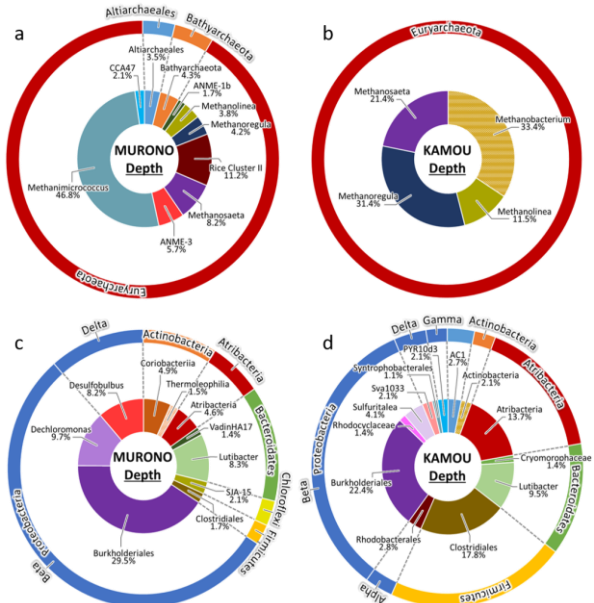 a
Altiarchaeales
Bathyarchaeota
Altiarchaeales
3.5%
CCA47
2.1%
Bathyarchaeota
4.3%
ANME-1b
1.7%
Methanolinea
3.8%
Methanoregula
4.2%
Rice Cluster II
11.2%
Methanosaeta
8.2%
ANME-3
5.7%
Methanimicrococcus
46.8%
MURONO
Depth
Euryarchaeota
b
Euryarchaeota
Methanosaeta
21.4%
Methanobacterium
33.4%
Methanoregula
31.4%
Methanolinea
11.5%
KAMOU
Depth
c
Delta
Actinobacteria
Atribacteria
Bacteroidates
Chloroflexi
Firmicutes
Beta
Proteobacteria
Coriobacteriia
4.9%
Thermoleophilia
1.5%
Atribacteria
4.6%
VadinHA17
1.4%
Lutibacter
8.3%
SJA-15
2.1%
Clostridiales
1.7%
Burkholderiales
29.5%
Dechloromonas
9.7%
Desulfobulbus
8.2%
MURONO
Depth
d
Delta
Gamma
Actinobacteria
Atribacteria
Bacteroidates
Firmicutes
Alpha
Beta
Proteobacteria
PYR10d3
2.1%
AC1
2.7%
Syntrophobacterales
1.1%
Actinobacteria
2.1%
Sva1033
2.1%
Sulfuritalea
4.1%
Rhodocyclaceae
1.4%
Atribacteria
13.7%
Cryomorophaceae
1.4%
Lutibacter
9.5%
Burkholderiales
22.4%
Rhodobacterales
2.8%
Clostridiales
17.8%
KAMOU
Depth